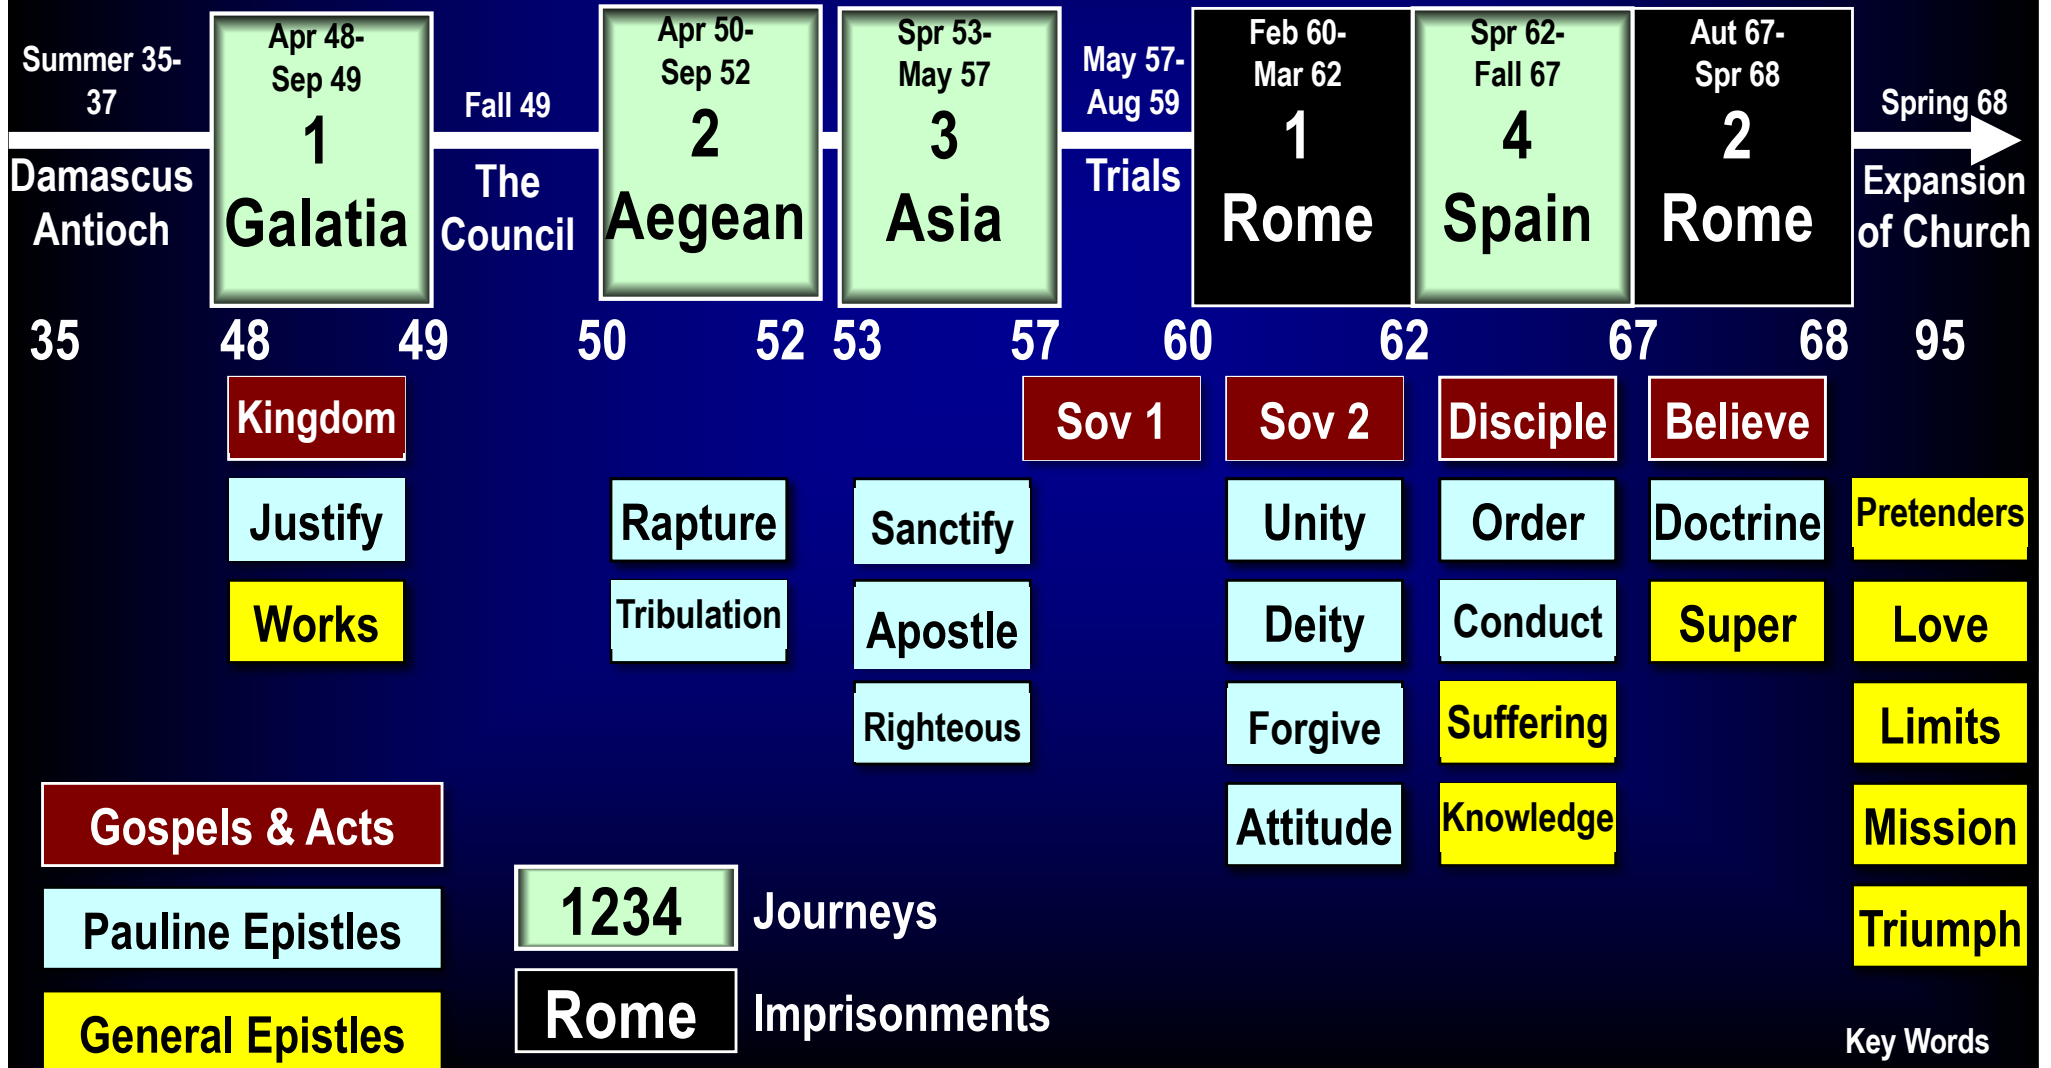 Summer 35-
37
Damascus
Antioch
Apr 48-
Sep 49
1
Galatia
Fall 49
The
Council
Apr 50-
Sep 52
2
Aegean
Spr 53-
May 57
3
Asia
May 57-
Aug 59
Trials
Feb 60-
Mar 62
1
Rome
Spr 62-
Fall 67
4
Spain
Aut 67-
Spr 68
2
Rome
Spring 68
Expansion
of Church
35 48 49 50 52 53 57 60 62 67 68 95
Kingdom Sov 1 Sov 2 Disciple Believe
Justify Rapture Sanctify Unity Order Doctrine Pretenders
Works Tribulation Apostle Deity Conduct Super Love
Righteous Forgive Suffering Limits
Attitude Knowledge Mission
Triumph
Gospels & Acts
Pauline Epistles
General Epistles
1234 Journeys
Rome Imprisonments
Key Words